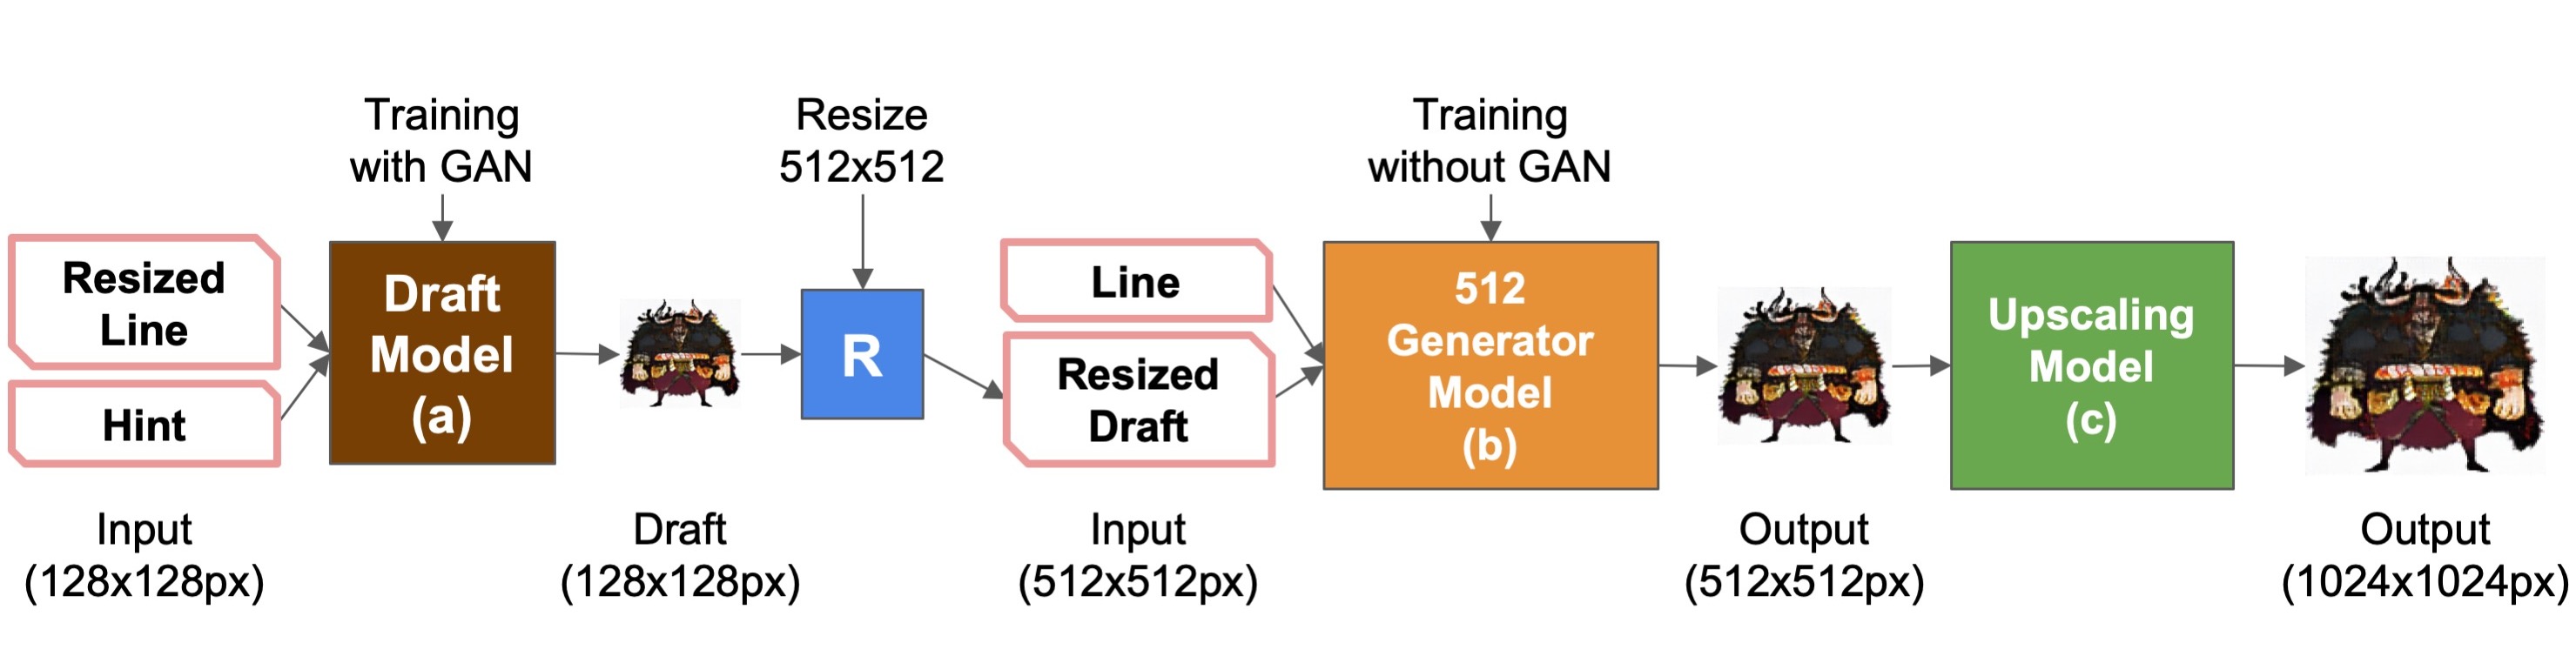 Training
with GAN
Resize
512x512
Training
without GAN
Resized
Line
Hint
Draft
Model
(a)
R
Line
Resized
Draft
512
Generator
Model
(b)
Upscaling
Model
(c)
Input
(128x128px)
Draft
(128x128px)
Input
(512x512px)
Output
(512x512px)
Output
(1024x1024px)